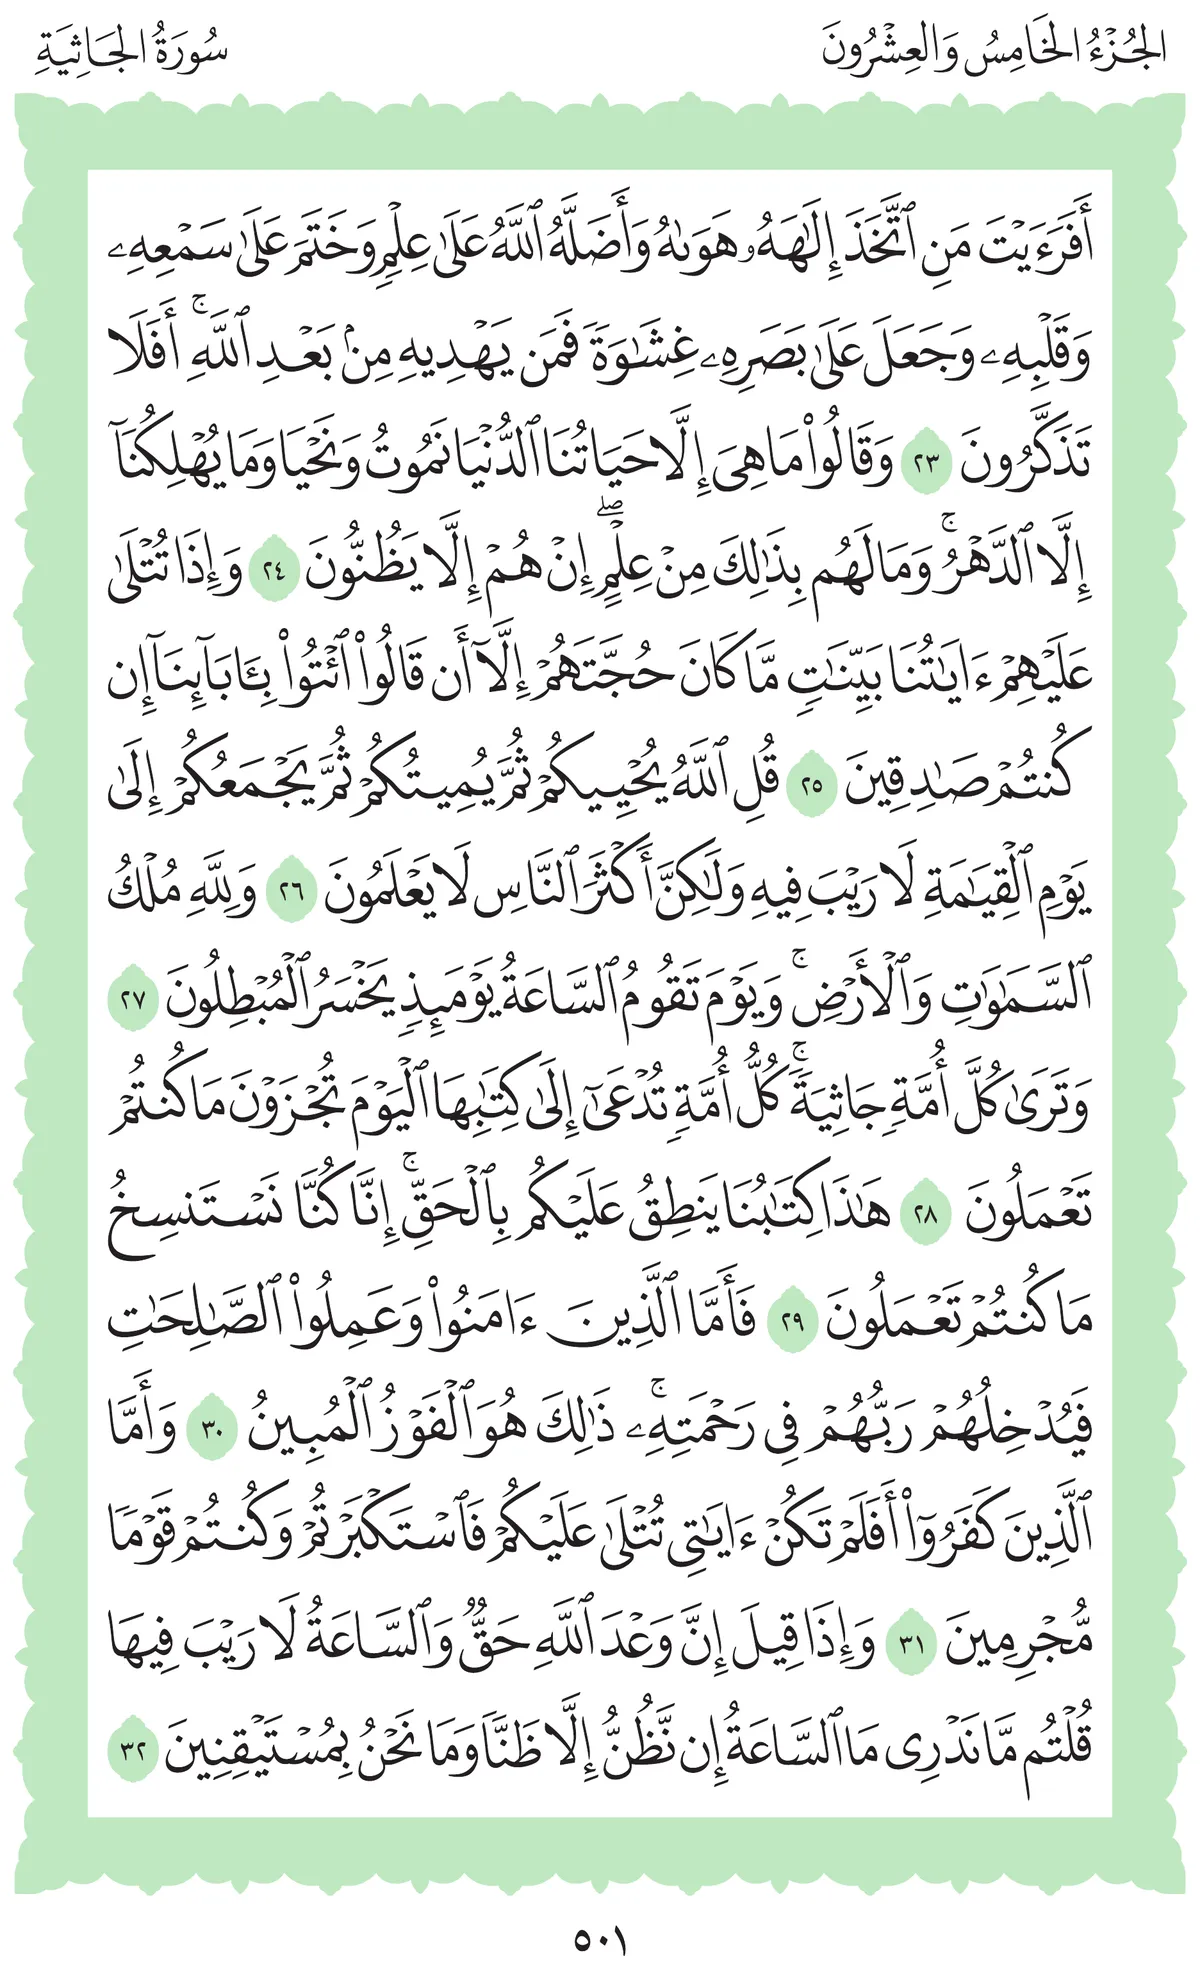 الجُزْءُ الخَامِسُ وَالعِشْرُونَ
سُورَةُ الجَاثِيَةِ
أَفَرَءَيۡتَ مَنِ ٱتَّخَذَ إِلَٰهَهُۥ هَوَىٰهُ وَأَضَلَّهُ ٱللَّهُ عَلَىٰ عِلۡمٖ وَخَتَمَ عَلَىٰ سَمۡعِهِۦ
وَقَلۡبِهِۦ وَجَعَلَ عَلَىٰ بَصَرِهِۦ غِشَٰوَةٗ فَمَن يَهۡدِيهِ مِنۢ بَعۡدِ ٱللَّهِۚ أَفَلَا
تَذَكَّرُونَ ٢٣ وَقَالُواْ مَا هِيَ إِلَّا حَيَاتُنَا ٱلدُّنۡيَا نَمُوتُ وَنَحۡيَا وَمَا يُهۡلِكُنَآ
إِلَّا ٱلدَّهۡرُۚ وَمَا لَهُم بِذَٰلِكَ مِنۡ عِلۡمٍۖ إِنۡ هُمۡ إِلَّا يَظُنُّونَ ٢٤ وَإِذَا تُتۡلَىٰ
عَلَيۡهِمۡ ءَايَٰتُنَا بَيِّنَٰتٖ مَّا كَانَ حُجَّتَهُمۡ إِلَّآ أَن قَالُواْ ٱئۡتُواْ بِـَٔابَآئِنَآ إِن
كُنتُمۡ صَٰدِقِينَ ٢٥ قُلِ ٱللَّهُ يُحۡيِيكُمۡ ثُمَّ يُمِيتُكُمۡ ثُمَّ يَجۡمَعُكُمۡ إِلَىٰ
يَوۡمِ ٱلۡقِيَٰمَةِ لَا رَيۡبَ فِيهِ وَلَٰكِنَّ أَكۡثَرَ ٱلنَّاسِ لَا يَعۡلَمُونَ ٢٦ وَلِلَّهِ مُلۡكُ
ٱلسَّمَٰوَٰتِ وَٱلۡأَرۡضِۚ وَيَوۡمَ تَقُومُ ٱلسَّاعَةُ يَوۡمَئِذٖ يَخۡسَرُ ٱلۡمُبۡطِلُونَ ٢٧
وَتَرَىٰ كُلَّ أُمَّةٖ جَاثِيَةٗۚ كُلُّ أُمَّةٖ تُدۡعَىٰٓ إِلَىٰ كِتَٰبِهَا ٱلۡيَوۡمَ تُجۡزَوۡنَ مَا كُنتُمۡ
تَعۡمَلُونَ ٢٨ هَٰذَا كِتَٰبُنَا يَنطِقُ عَلَيۡكُم بِٱلۡحَقِّۚ إِنَّا كُنَّا نَسۡتَنسِخُ
مَا كُنتُمۡ تَعۡمَلُونَ ٢٩ فَأَمَّا ٱلَّذِينَ ءَامَنُواْ وَعَمِلُواْ ٱلصَّٰلِحَٰتِ
فَيُدۡخِلُهُمۡ رَبُّهُمۡ فِي رَحۡمَتِهِۦۚ ذَٰلِكَ هُوَ ٱلۡفَوۡزُ ٱلۡمُبِينُ ٣٠ وَأَمَّا
ٱلَّذِينَ كَفَرُوٓاْ أَفَلَمۡ تَكُنۡ ءَايَٰتِي تُتۡلَىٰ عَلَيۡكُمۡ فَٱسۡتَكۡبَرۡتُمۡ وَكُنتُمۡ قَوۡمٗا
مُّجۡرِمِينَ ٣١ وَإِذَا قِيلَ إِنَّ وَعۡدَ ٱللَّهِ حَقّٞ وَٱلسَّاعَةُ لَا رَيۡبَ فِيهَا
قُلۡتُم مَّا نَدۡرِي مَا ٱلسَّاعَةُ إِن نَّظُنُّ إِلَّا ظَنّٗا وَمَا نَحۡنُ بِمُسۡتَيۡقِنِينَ ٣٢
٥٠١